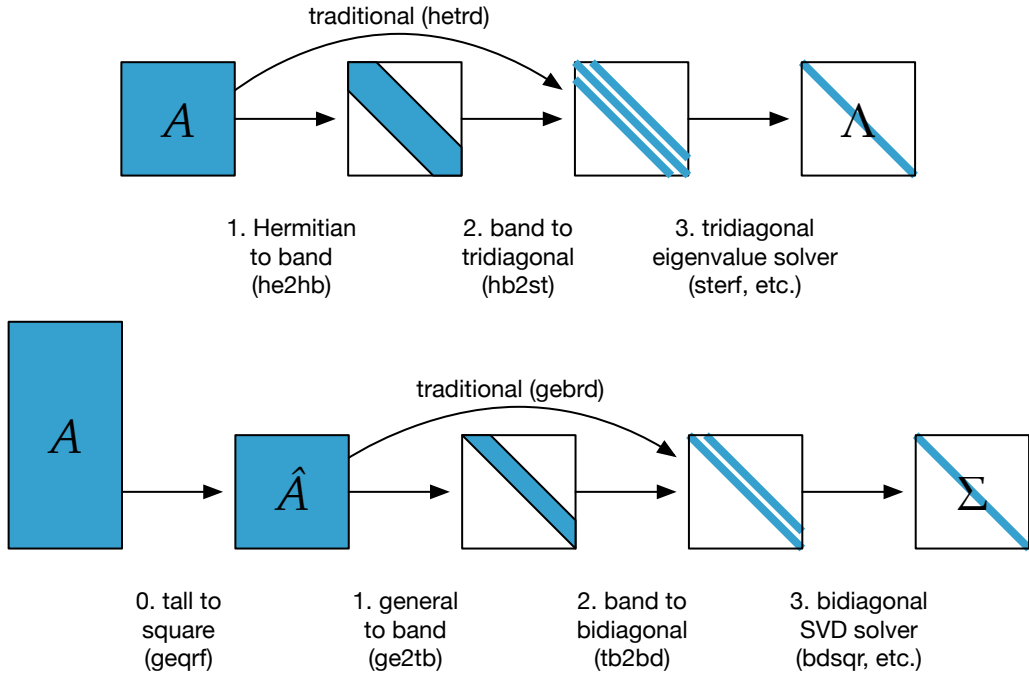 traditional (hetrd)
A
Λ
1. Hermitian
to band
(he2hb)
2. band to
tridiagonal
(hb2st)
3. tridiagonal
eigenvalue solver
(sterf, etc.)
traditional (gebrd)
A
Â
Σ
0. tall to
square
(geqrf)
1. general
to band
(ge2tb)
2. band to
bidiagonal
(tb2bd)
3. bidiagonal
SVD solver
(bdsqr, etc.)